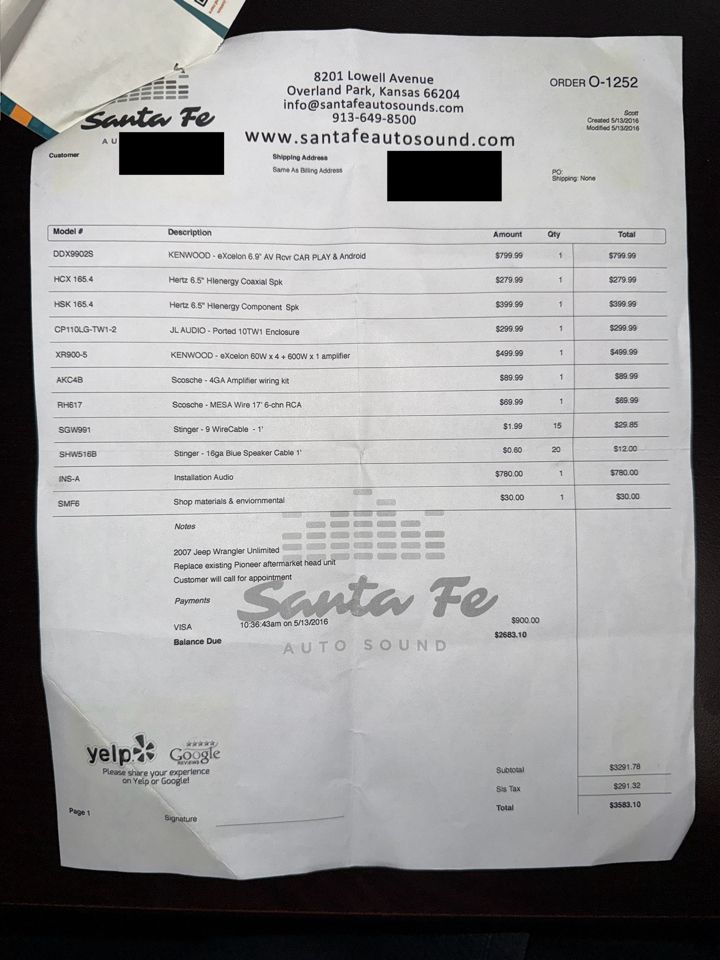 8201 Lowell Avenue
Overland Park, Kansas 66204
info@santafeautosounds.com
913-649-8500
www.santafeautosound.com
ORDER O-1252
Scott
Created 5/13/2016
Modified 5/13/2016
Santa Fe
AU
Customer
Shipping Address
Same As Billing Address
PO:
Shipping: None
Model # Description Amount Qty Total
DDX9902S KENWOOD - eXcelon 6.9" AV Rcvr CAR PLAY & Android $799.99 1 $799.99
HCX 165.4 Hertz 6.5" HIenergy Coaxial Spk $279.99 1 $279.99
HSK 165.4 Hertz 6.5" HIenergy Component Spk $399.99 1 $399.99
CP110LG-TW1-2 JL AUDIO - Ported 10TW1 Enclosure $299.99 1 $299.99
XR900-5 KENWOOD - eXcelon 60W x 4 + 600W x 1 amplifier $499.99 1 $499.99
AKC4B Scosche - 4GA Amplifier wiring kit $89.99 1 $89.99
RH617 Scosche - MESA Wire 17' 6-chn RCA $69.99 1 $69.99
SGW991 Stinger - 9 WireCable - 1' $1.99 15 $29.85
SHW516B Stinger - 16ga Blue Speaker Cable 1' $0.60 20 $12.00
INS-A Installation Audio $780.00 1 $780.00
SMF6 Shop materials & enviornmental $30.00 1 $30.00
Notes
2007 Jeep Wrangler Unlimited
Replace existing Pioneer aftermarket head unit
Customer will call for appointment
Payments
VISA 10:36:43am on 5/13/2016 $900.00
Balance Due $2683.10
Santa Fe
AUTO SOUND
yelp Google
REVIEWS
Please share your experience
on Yelp or Google!
Subtotal $3291.78
Sls Tax $291.32
Total $3583.10
Page 1
Signature